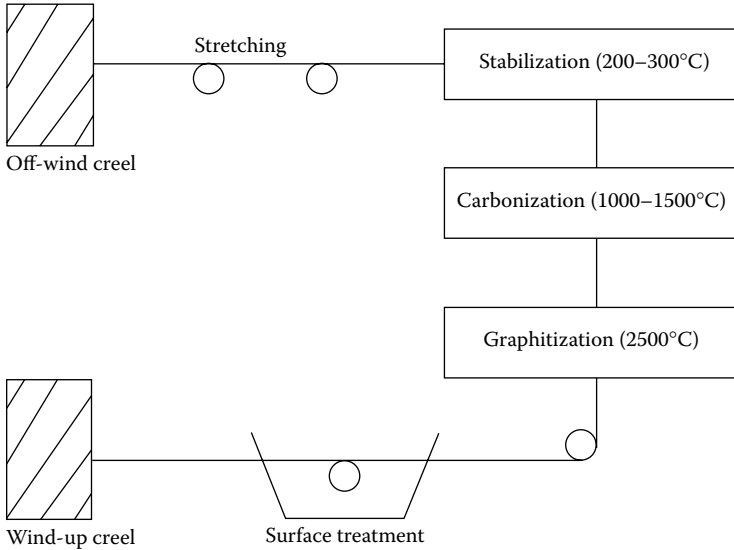 Stretching
Stabilization (200–300°C)
Off-wind creel
Carbonization (1000–1500°C)
Graphitization (2500°C)
Wind-up creel
Surface treatment